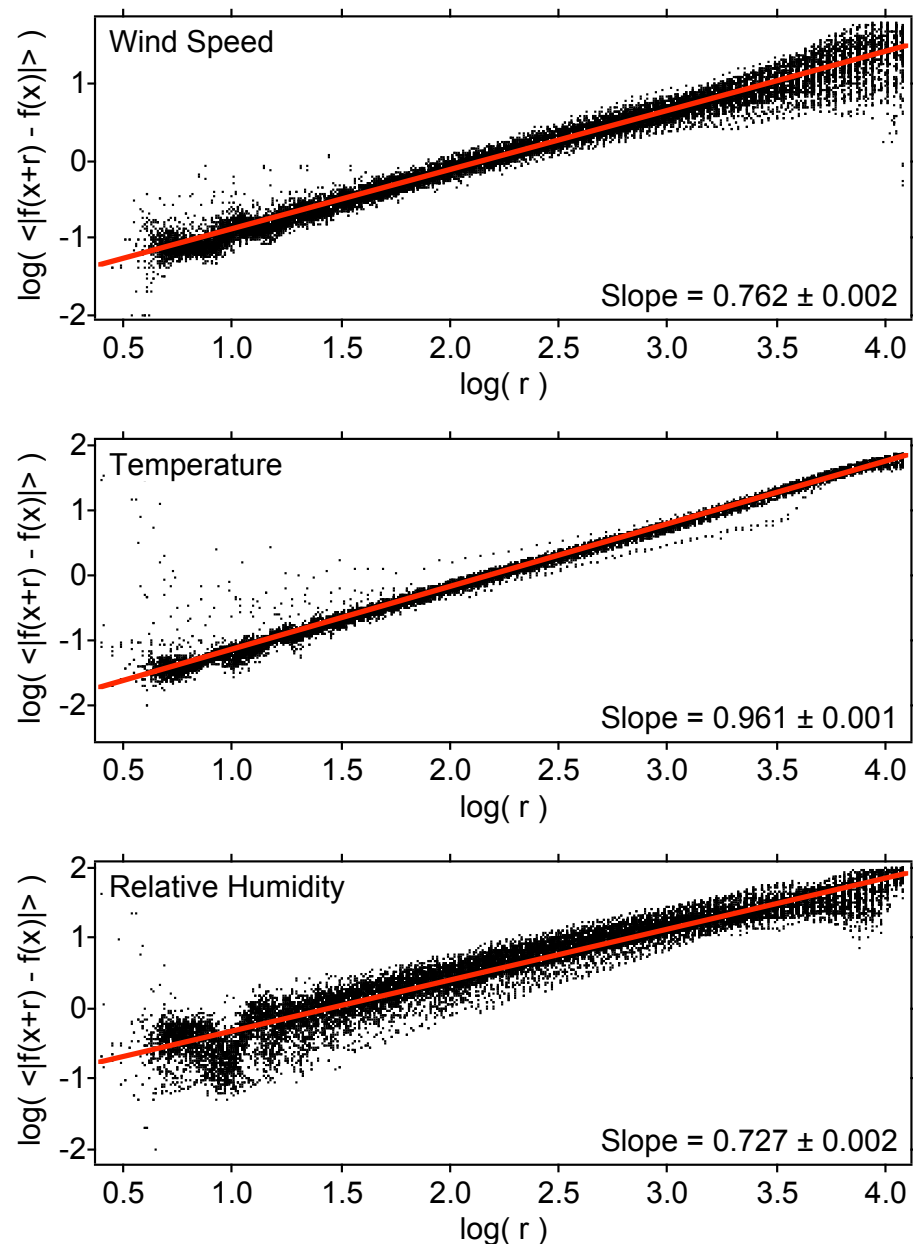 Wind Speed
log( <|f(x+r) - f(x)|> )
1
0
-1
-2
Slope = 0.762 ± 0.002
0.5 1.0 1.5 2.0 2.5 3.0 3.5 4.0
log( r )
Temperature
log( <|f(x+r) - f(x)|> )
2
1
0
-1
-2
Slope = 0.961 ± 0.001
0.5 1.0 1.5 2.0 2.5 3.0 3.5 4.0
log( r )
Relative Humidity
log( <|f(x+r) - f(x)|> )
2
1
0
-1
-2
Slope = 0.727 ± 0.002
0.5 1.0 1.5 2.0 2.5 3.0 3.5 4.0
log( r )